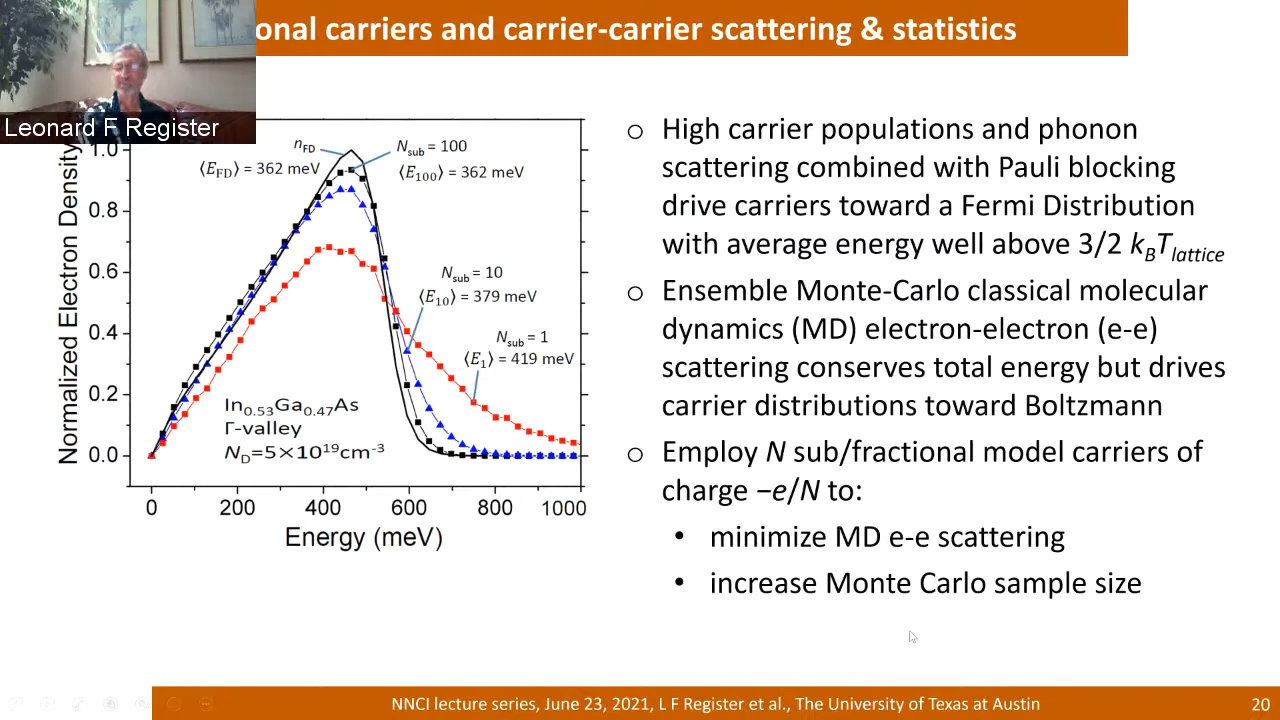 onal carriers and carrier-carrier scattering & statistics
Leonard F Register
Normalized Electron Density
1.0
0.8
0.6
0.4
0.2
0.0
n_FD
⟨E_FD⟩ = 362 meV
N_sub = 100
⟨E_100⟩ = 362 meV
N_sub = 10
⟨E_10⟩ = 379 meV
N_sub = 1
⟨E_1⟩ = 419 meV
In_0.53Ga_0.47As
Γ-valley
N_D=5×10^19cm^-3
0 200 400 600 800 1000
Energy (meV)
○ High carrier populations and phonon
scattering combined with Pauli blocking
drive carriers toward a Fermi Distribution
with average energy well above 3/2 k_BT_lattice
○ Ensemble Monte-Carlo classical molecular
dynamics (MD) electron-electron (e-e)
scattering conserves total energy but drives
carrier distributions toward Boltzmann
○ Employ N sub/fractional model carriers of
charge −e/N to:
• minimize MD e-e scattering
• increase Monte Carlo sample size
NNCI lecture series, June 23, 2021, L F Register et al., The University of Texas at Austin
20